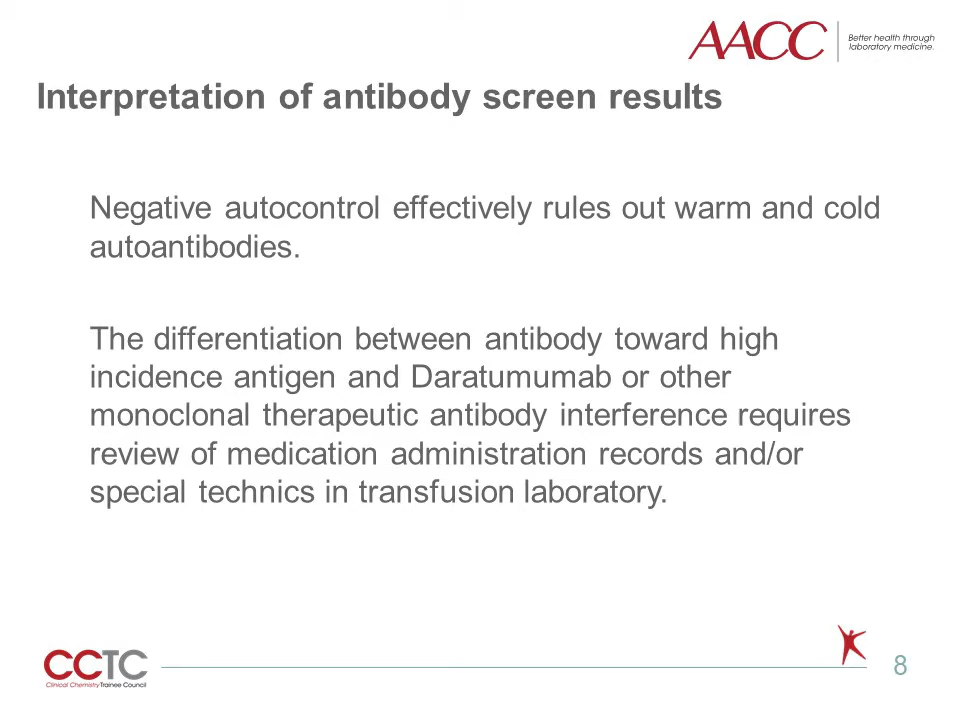 AACC
Better health through
laboratory medicine.
Interpretation of antibody screen results
Negative autocontrol effectively rules out warm and cold
autoantibodies.
The differentiation between antibody toward high
incidence antigen and Daratumumab or other
monoclonal therapeutic antibody interference requires
review of medication administration records and/or
special technics in transfusion laboratory.
CCTC
Clinical Chemistry Trainee Council
8